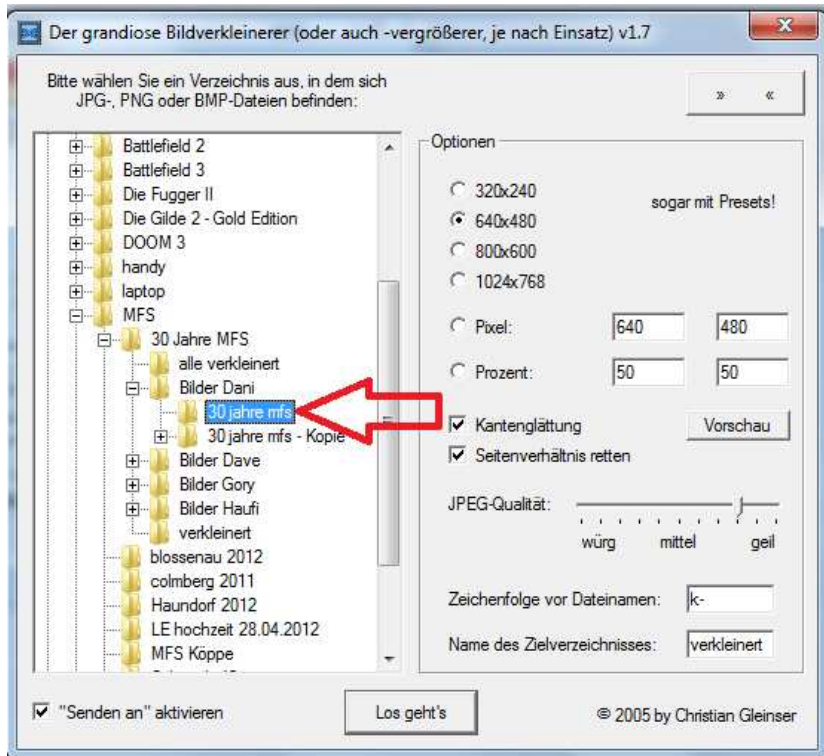 Der grandiose Bildverkleinerer (oder auch -vergrößerer, je nach Einsatz) v1.7
Bitte wählen Sie ein Verzeichnis aus, in dem sich
JPG-, PNG oder BMP-Dateien befinden:
» «
Battlefield 2
Battlefield 3
Die Fugger II
Die Gilde 2 - Gold Edition
DOOM 3
handy
laptop
MFS
30 Jahre MFS
alle verkleinert
Bilder Dani
30 jahre mfs
30 jahre mfs - Kopie
Bilder Dave
Bilder Gory
Bilder Haufi
verkleinert
blossenau 2012
colmberg 2011
Haundorf 2012
LE hochzeit 28.04.2012
MFS Köppe
Optionen
320x240
sogar mit Presets!
640x480
800x600
1024x768
Pixel: 640 480
Prozent: 50 50
Kantenglättung
Vorschau
Seitenverhältnis retten
JPEG-Qualität:
würg mittel geil
Zeichenfolge vor Dateinamen: k-
Name des Zielverzeichnisses: verkleinert
"Senden an" aktivieren
Los geht's
© 2005 by Christian Gleinser